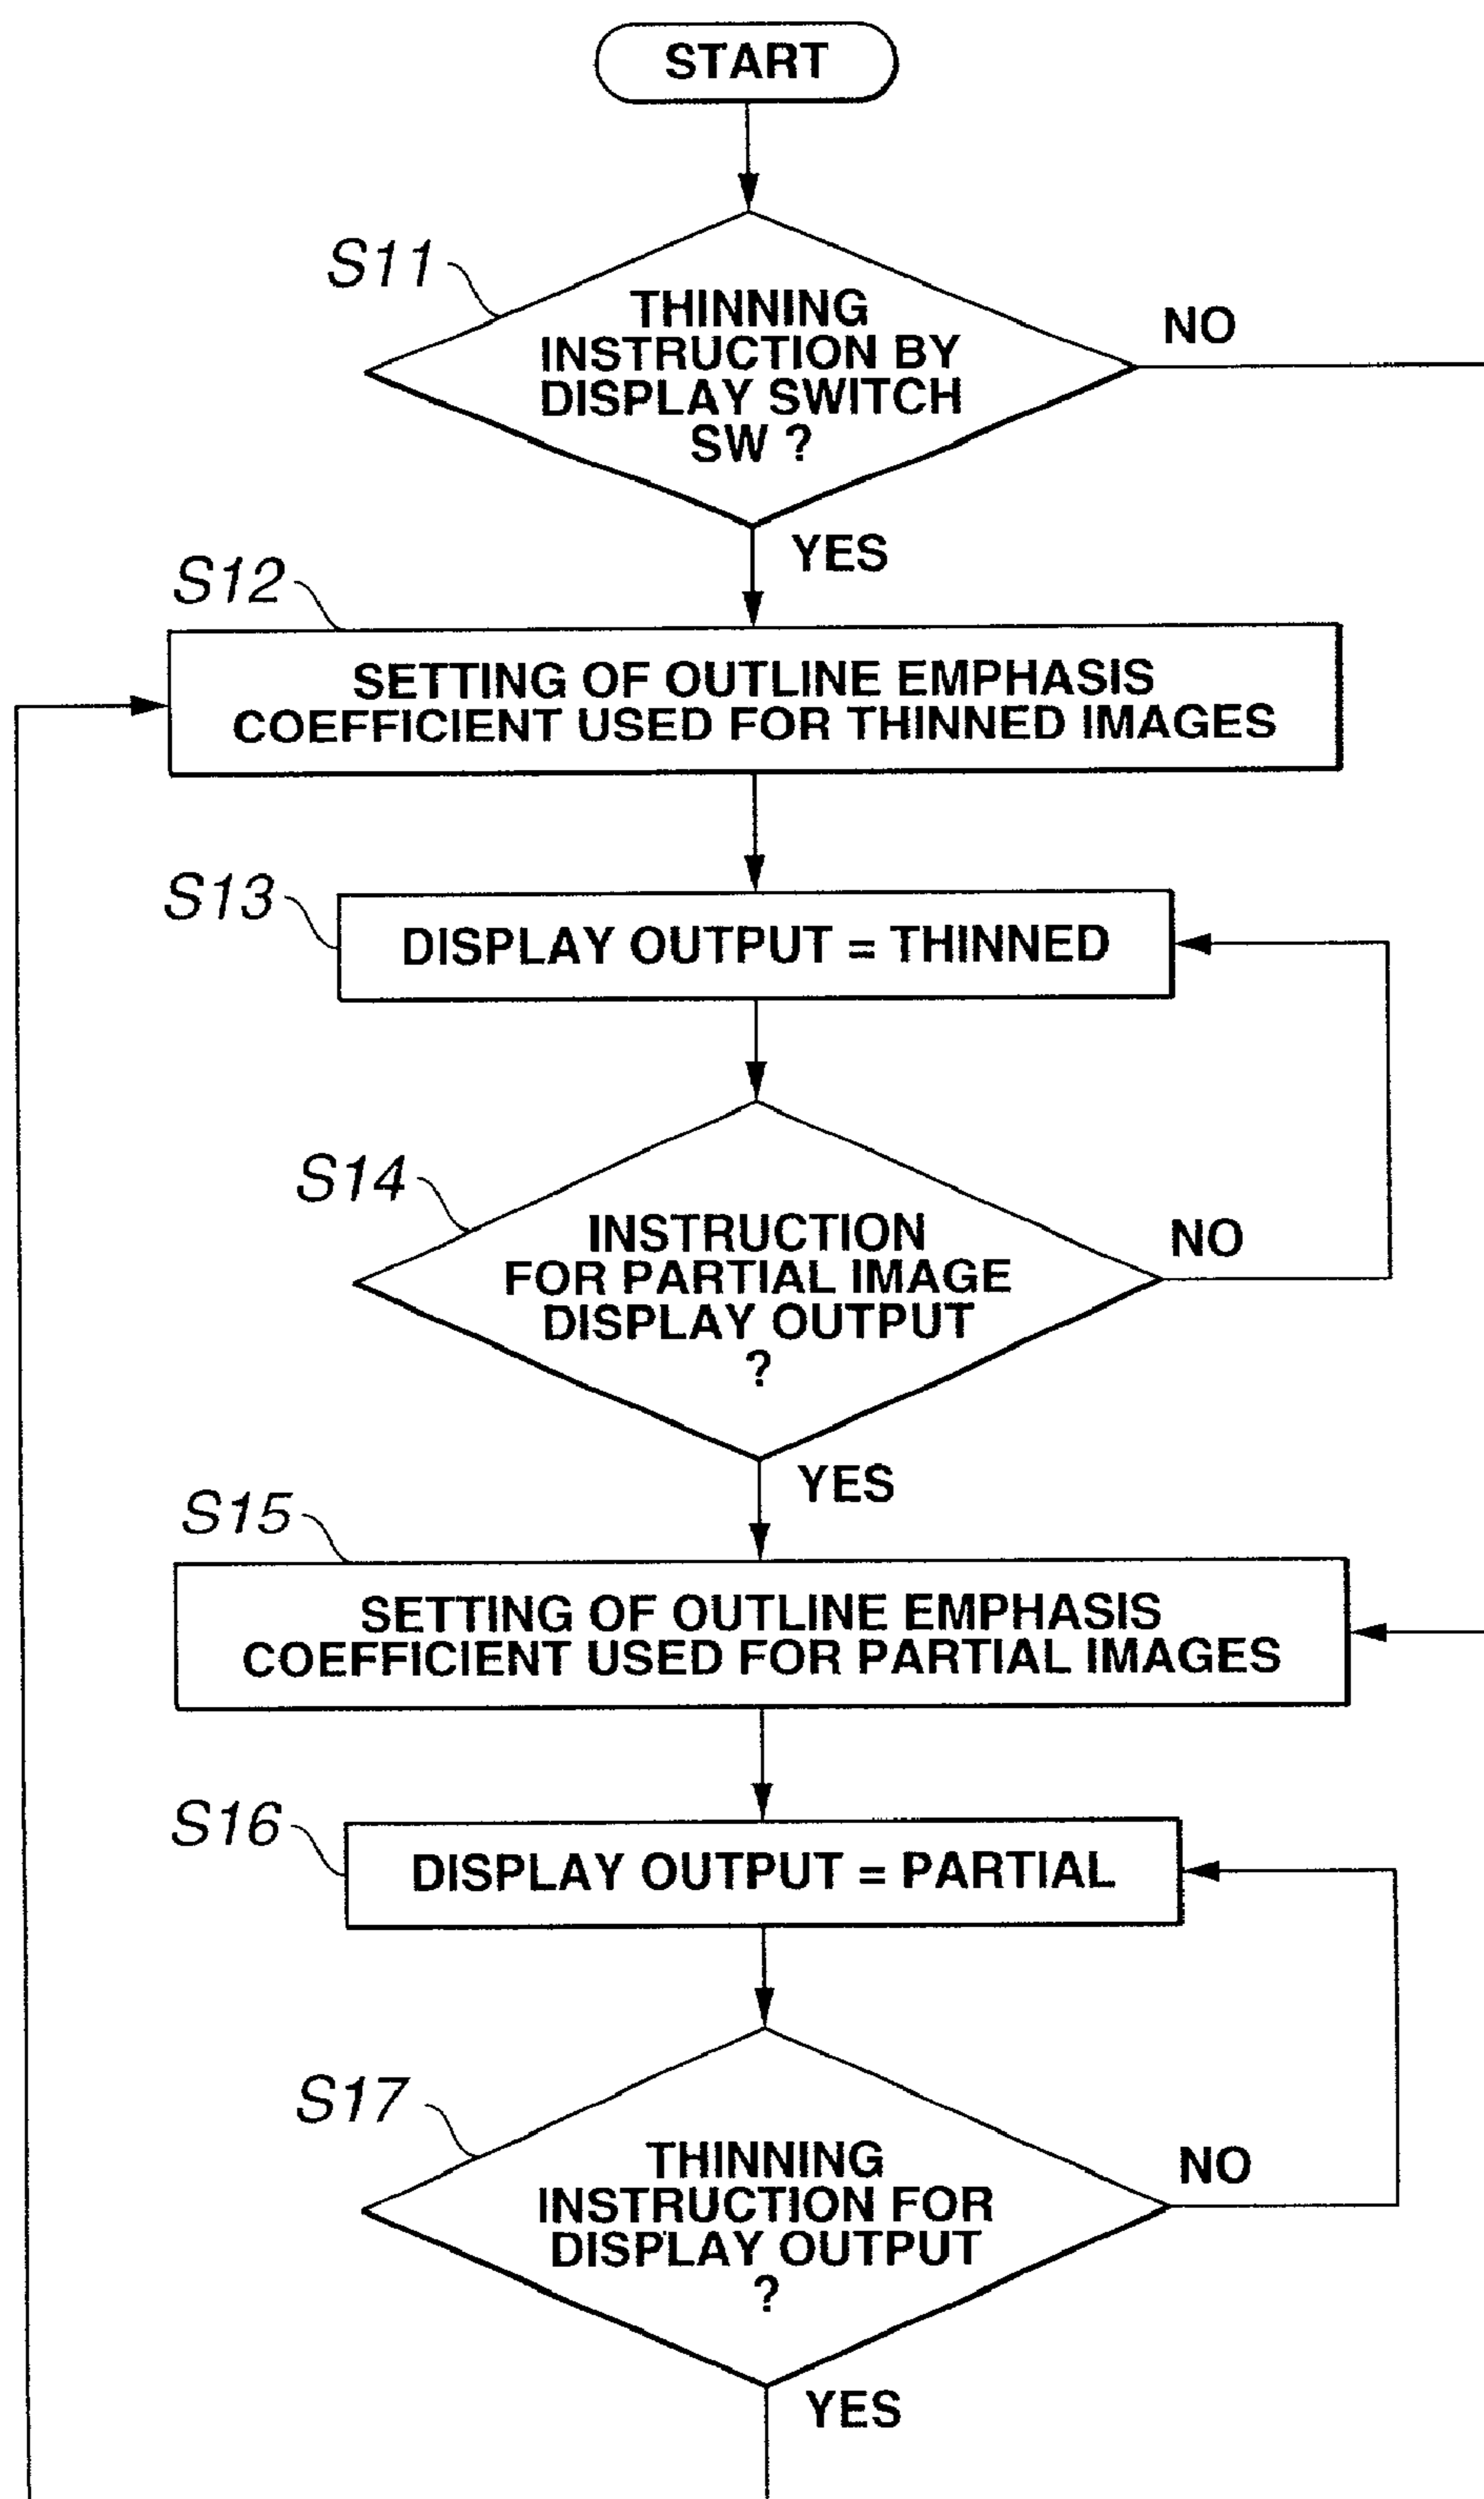 START
S11
THINNING
INSTRUCTION BY
DISPLAY SWITCH
SW ?
NO
YES
S12
SETTING OF OUTLINE EMPHASIS
COEFFICIENT USED FOR THINNED IMAGES
S13
DISPLAY OUTPUT = THINNED
S14
INSTRUCTION
FOR PARTIAL IMAGE
DISPLAY OUTPUT
?
NO
YES
S15
SETTING OF OUTLINE EMPHASIS
COEFFICIENT USED FOR PARTIAL IMAGES
S16
DISPLAY OUTPUT = PARTIAL
S17
THINNING
INSTRUCTION FOR
DISPLAY OUTPUT
?
NO
YES